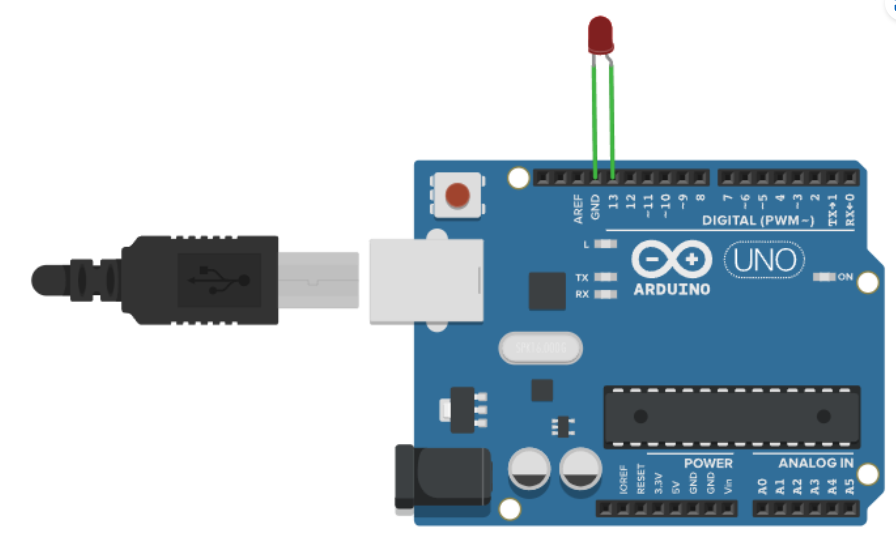 AREF
GND
13
12
~11
~10
~9
8
7
~6
~5
4
~3
2
TX→1
RX←0
DIGITAL (PWM~)
L
TX
RX
ARDUINO
UNO
ON
POWER
ANALOG IN
IOREF
RESET
3.3V
5V
GND
GND
Vin
A0
A1
A2
A3
A4
A5